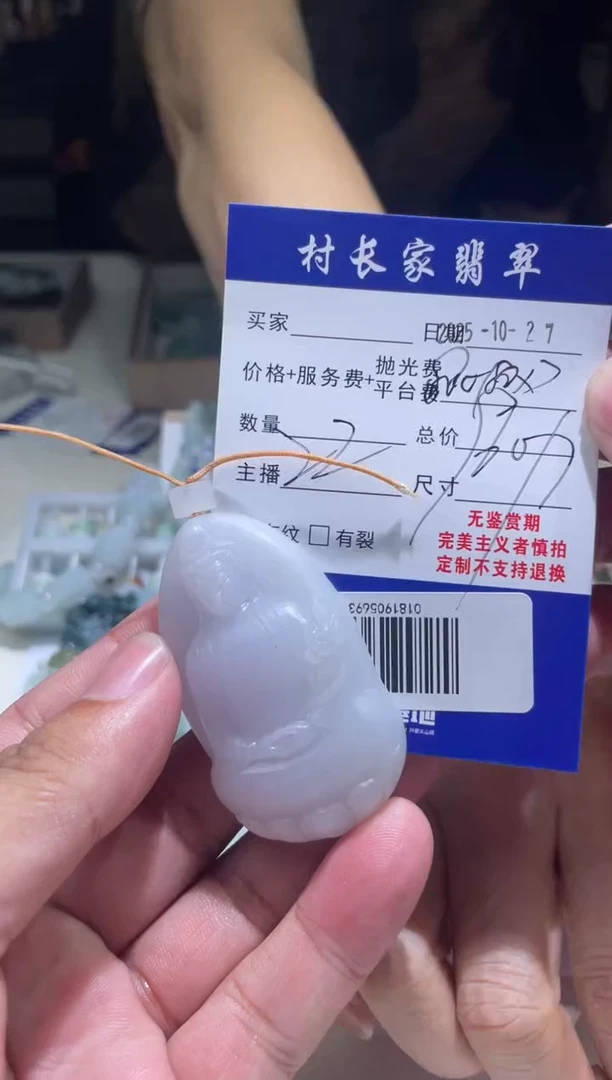 村长家翡翠
买家 日期 2025-10-27
价格+服务费+抛光费
平台费
数量 2 总价
主播 尺寸
纹 □ 有裂
无鉴赏期
完美主义者慎拍
定制不支持退换
0181905693